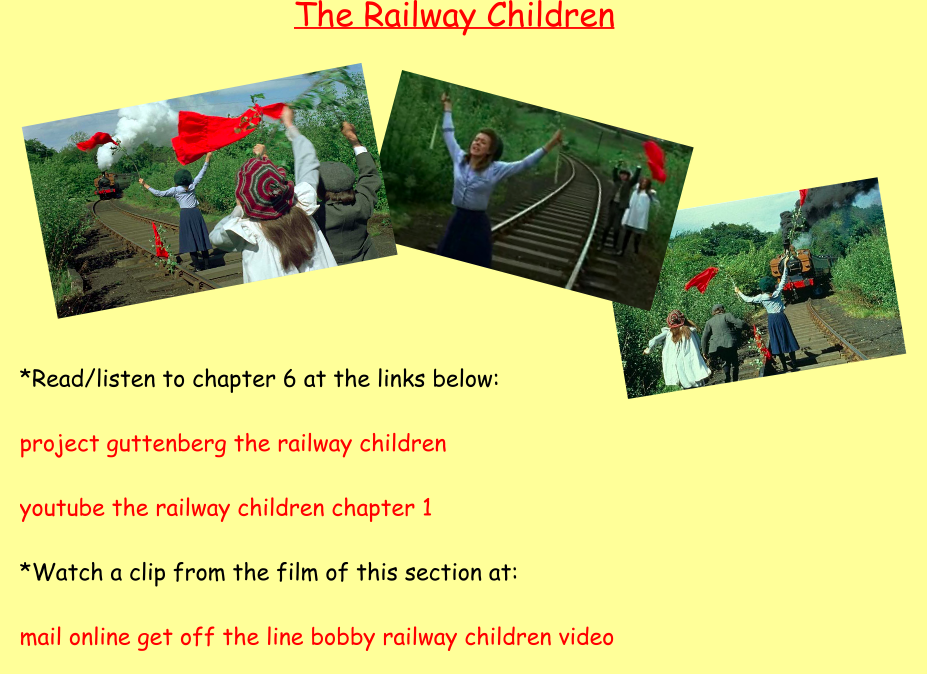 The Railway Children
*Read/listen to chapter 6 at the links below:
project guttenberg the railway children
youtube the railway children chapter 1
*Watch a clip from the film of this section at:
mail online get off the line bobby railway children video